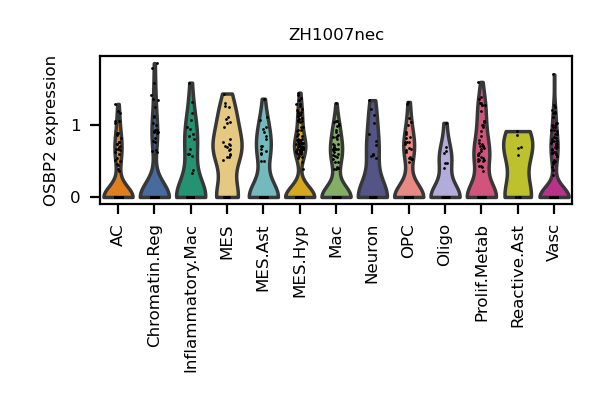 ZH1007nec
OSBP2 expression
1
0
AC
Chromatin.Reg
Inflammatory.Mac
MES
MES.Ast
MES.Hyp
Mac
Neuron
OPC
Oligo
Prolif.Metab
Reactive.Ast
Vasc